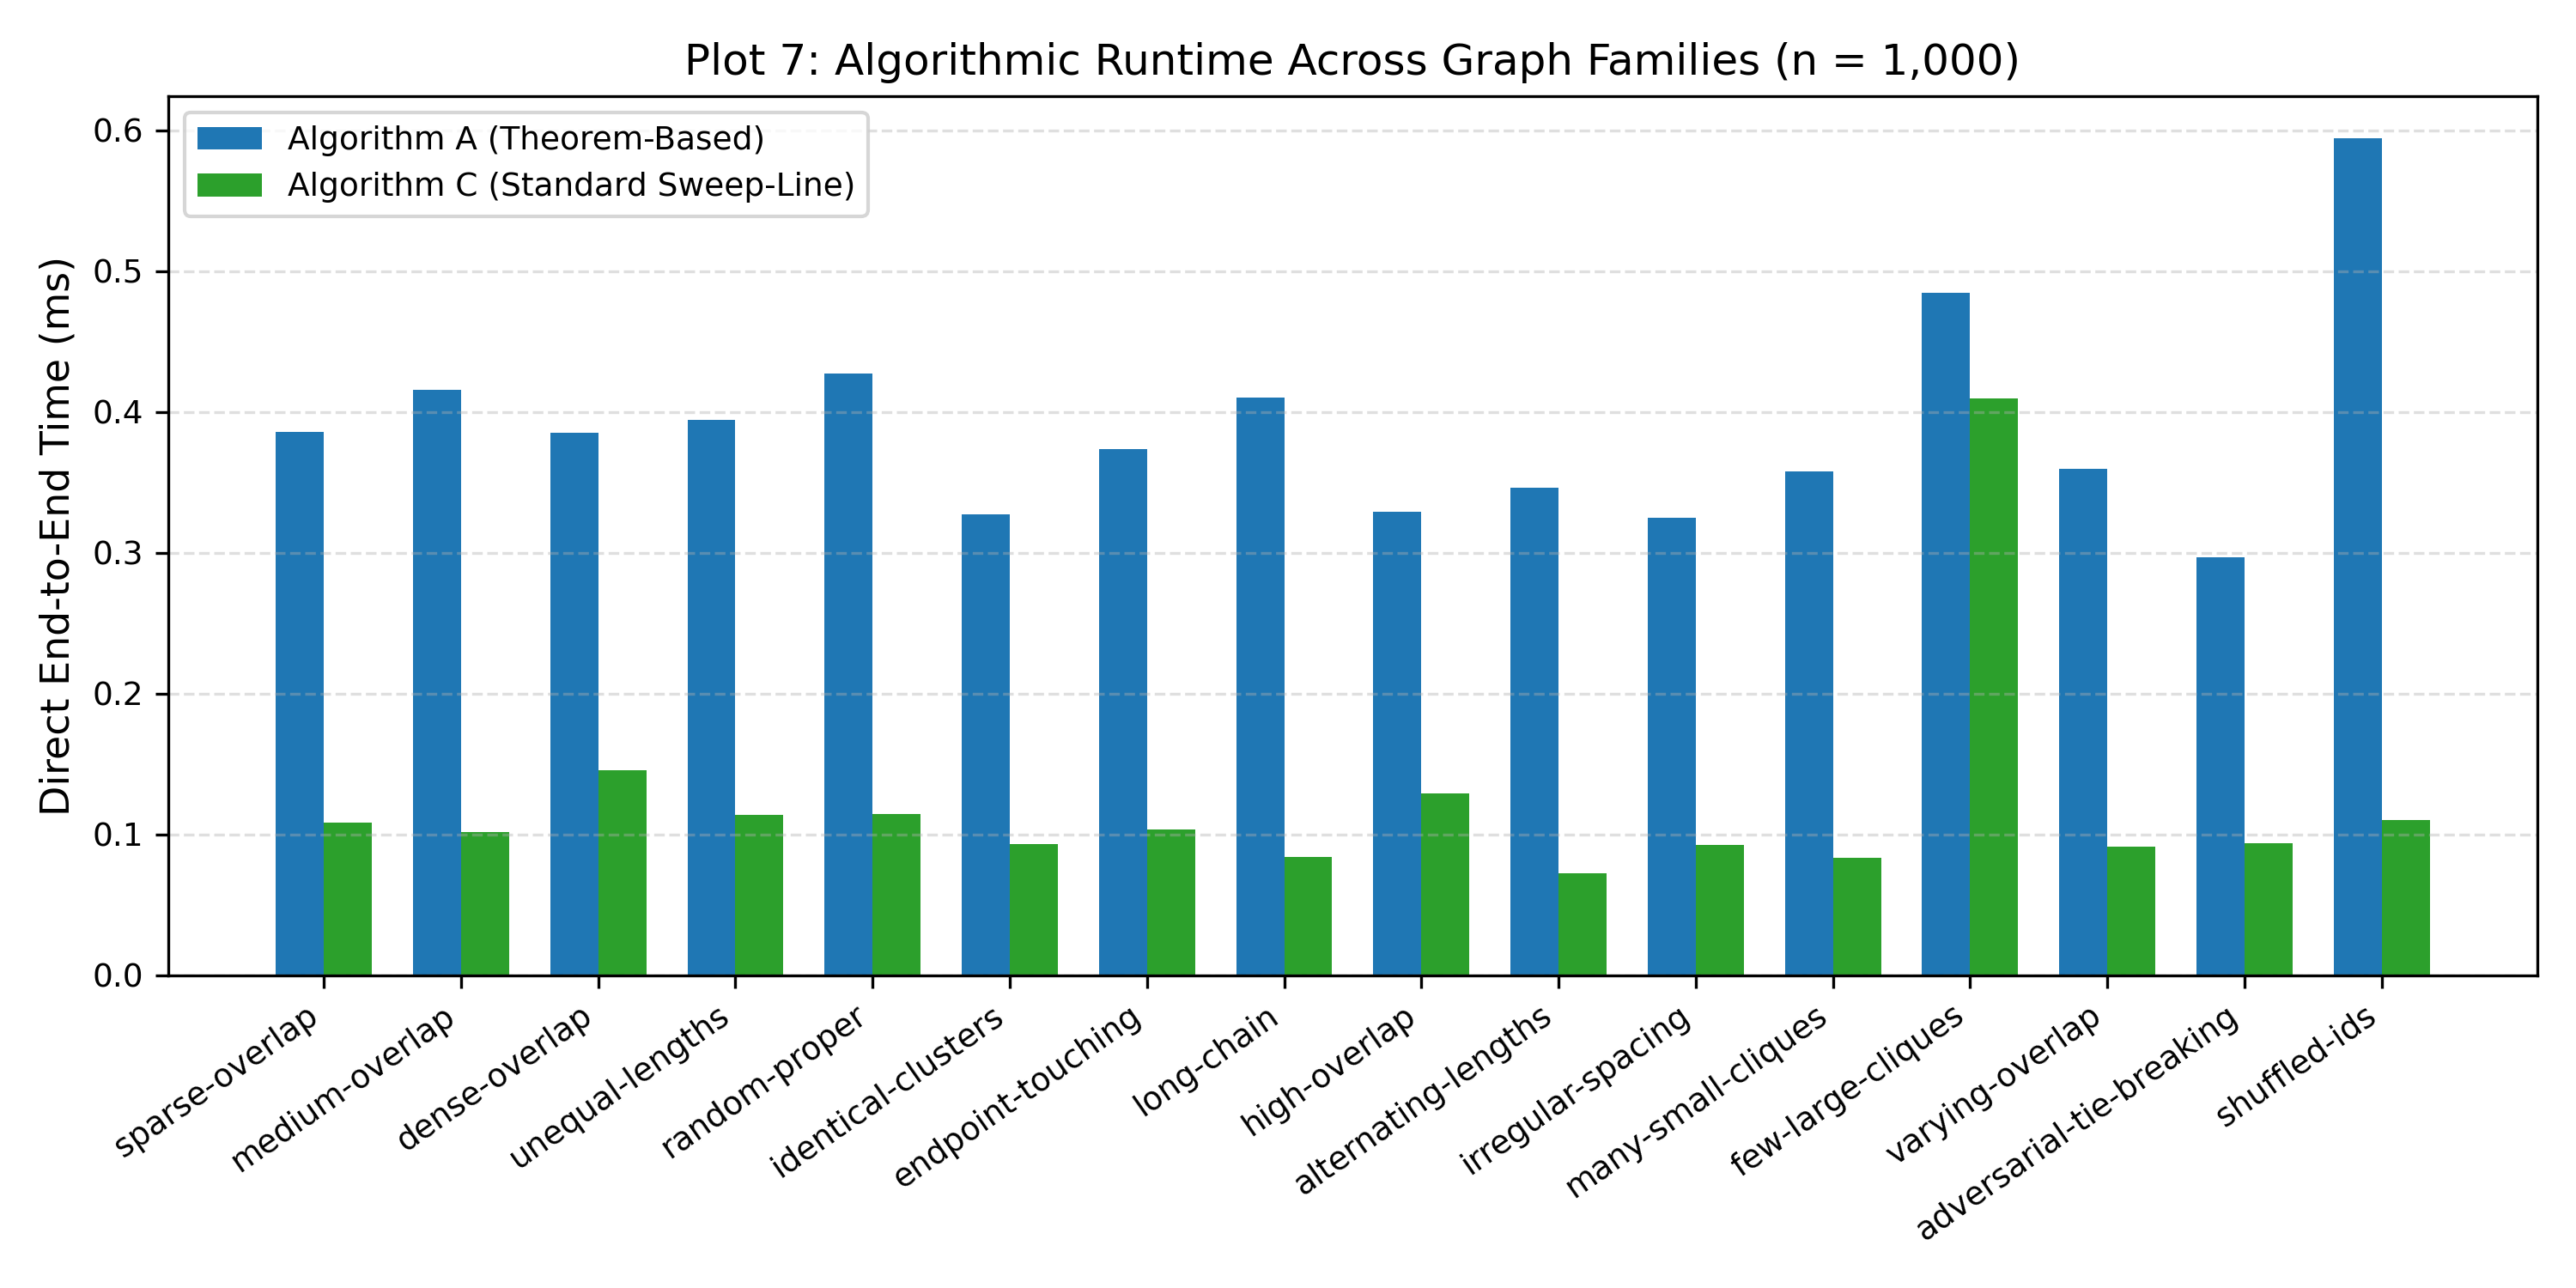 Plot 7: Algorithmic Runtime Across Graph Families (n = 1,000)
Algorithm A (Theorem-Based)
Algorithm C (Standard Sweep-Line)
Direct End-to-End Time (ms)
0.6
0.5
0.4
0.3
0.2
0.1
0.0
sparse-overlap
medium-overlap
dense-overlap
unequal-lengths
random-proper
identical-clusters
endpoint-touching
long-chain
high-overlap
alternating-lengths
irregular-spacing
many-small-cliques
few-large-cliques
varying-overlap
adversarial-tie-breaking
shuffled-ids